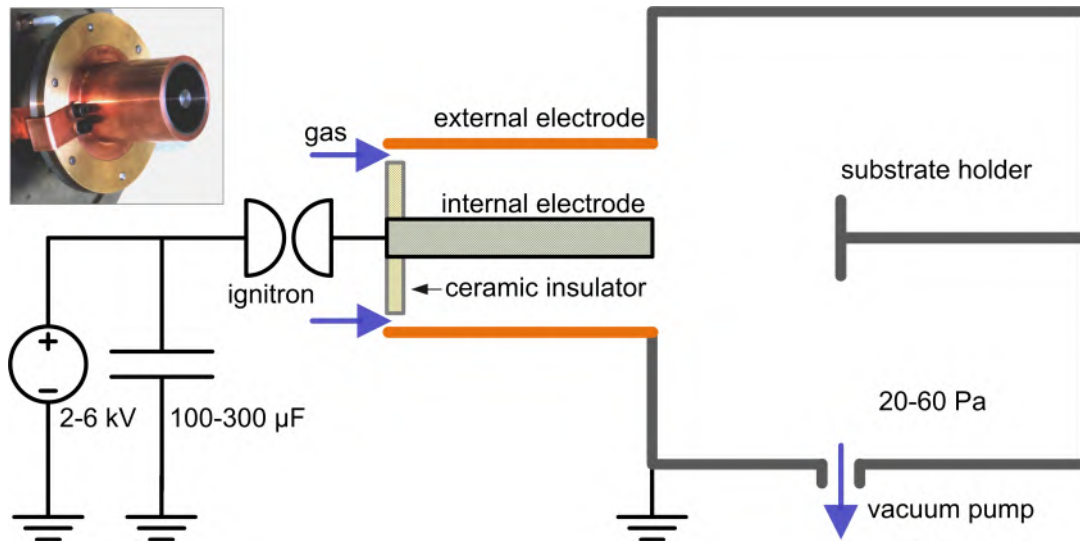 external electrode
gas
substrate holder
internal electrode
ignitron
ceramic insulator
+
−
2-6 kV
100-300 µF
20-60 Pa
vacuum pump